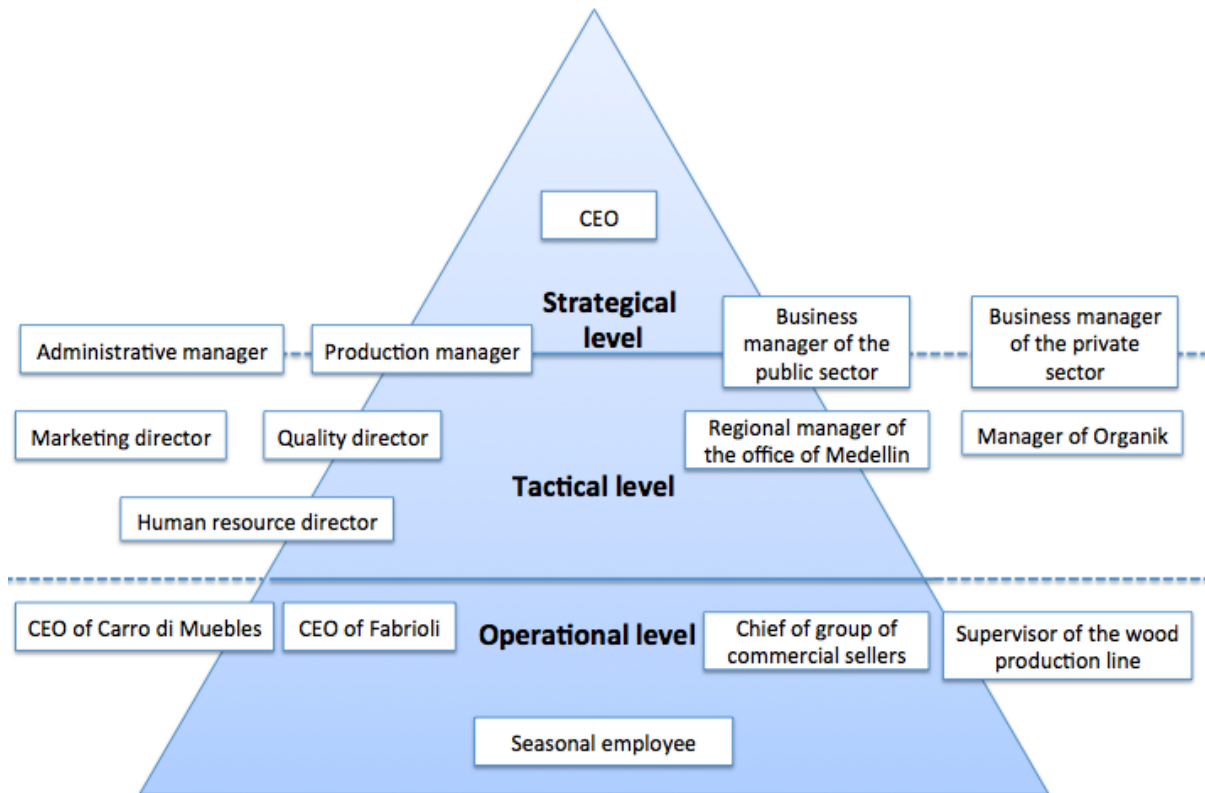 CEO
Strategical
level
Administrative manager
Production manager
Business
manager of the
public sector
Business manager
of the private
sector
Marketing director
Quality director
Regional manager of
the office of Medellin
Manager of Organik
Tactical level
Human resource director
CEO of Carro di Muebles
CEO of Fabrioli
Operational level
Chief of group of
commercial sellers
Supervisor of the wood
production line
Seasonal employee